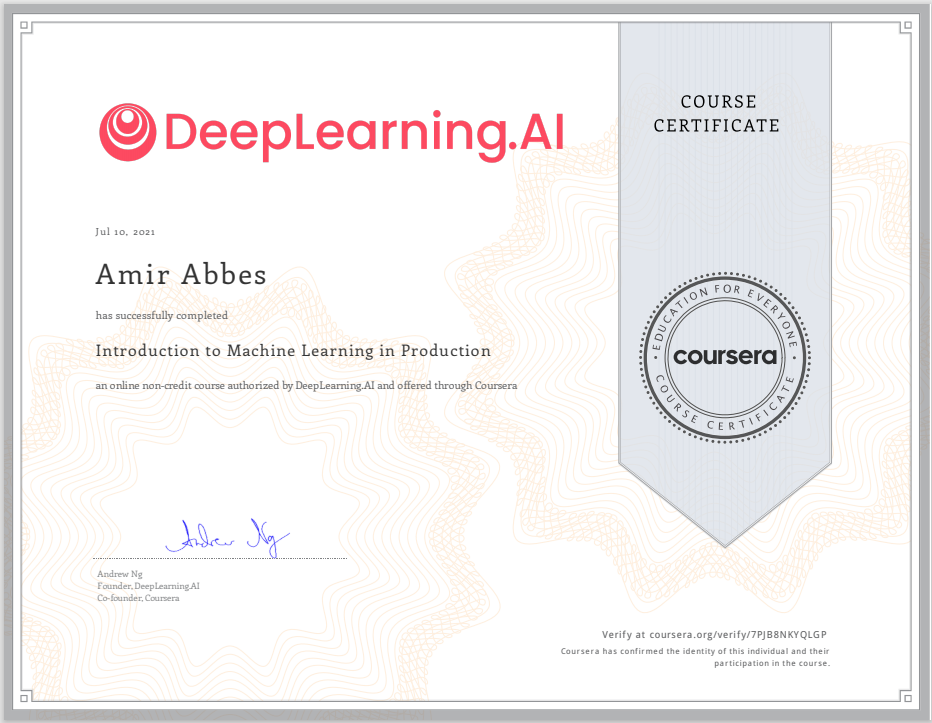 DeepLearning.AI
COURSE
CERTIFICATE
Jul 10, 2021
Amir Abbes
has successfully completed
Introduction to Machine Learning in Production
an online non-credit course authorized by DeepLearning.AI and offered through Coursera
EDUCATION FOR EVERYONE
coursera
COURSE CERTIFICATE
Andrew Ng
Andrew Ng
Founder, DeepLearning.AI
Co-founder, Coursera
Verify at coursera.org/verify/7PJB8NKYQLGP
Coursera has confirmed the identity of this individual and their
participation in the course.